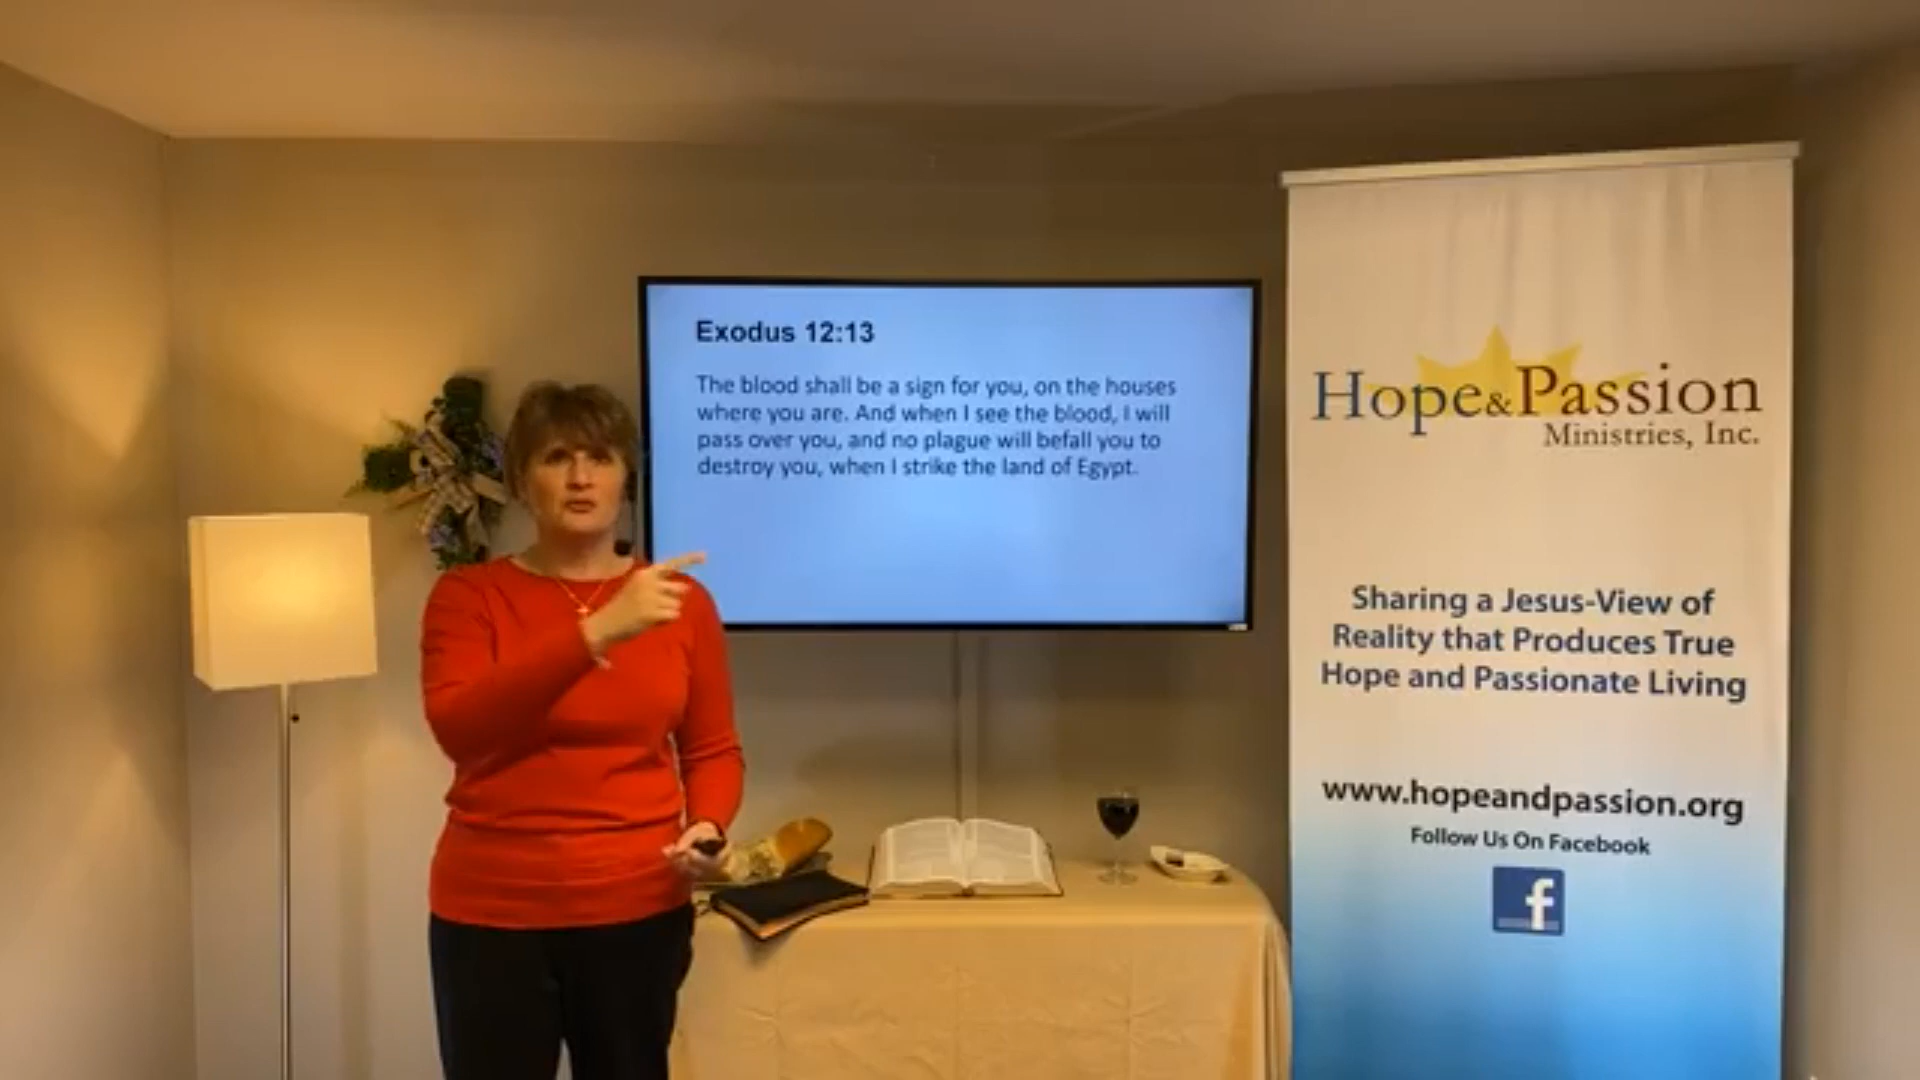 Exodus 12:13
The blood shall be a sign for you, on the houses
where you are. And when I see the blood, I will
pass over you, and no plague will befall you to
destroy you, when I strike the land of Egypt.
Hope&Passion
Ministries, Inc.
Sharing a Jesus-View of
Reality that Produces True
Hope and Passionate Living
www.hopeandpassion.org
Follow Us On Facebook
f